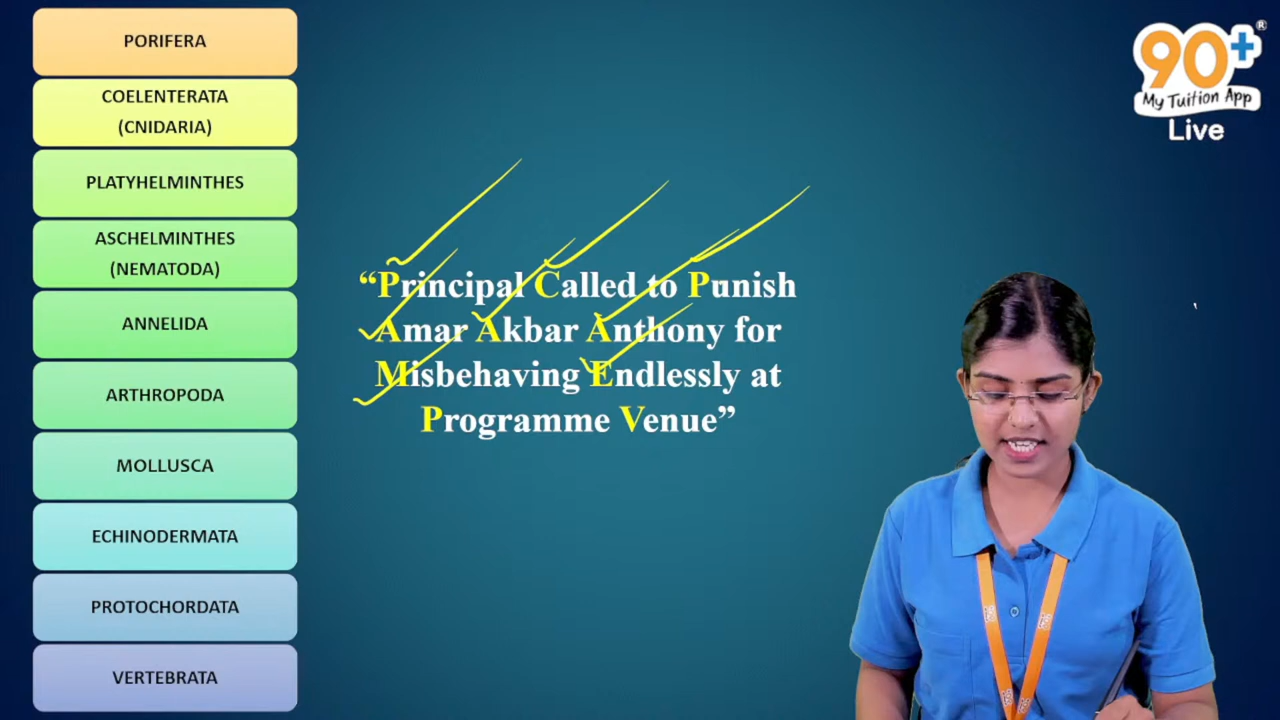 PORIFERA
COELENTERATA
(CNIDARIA)
PLATYHELMINTHES
ASCHELMINTHES
(NEMATODA)
ANNELIDA
ARTHROPODA
MOLLUSCA
ECHINODERMATA
PROTOCHORDATA
VERTEBRATA
“Principal Called to Punish
Amar Akbar Anthony for
Misbehaving Endlessly at
Programme Venue”
90+
®
My Tuition App
Live